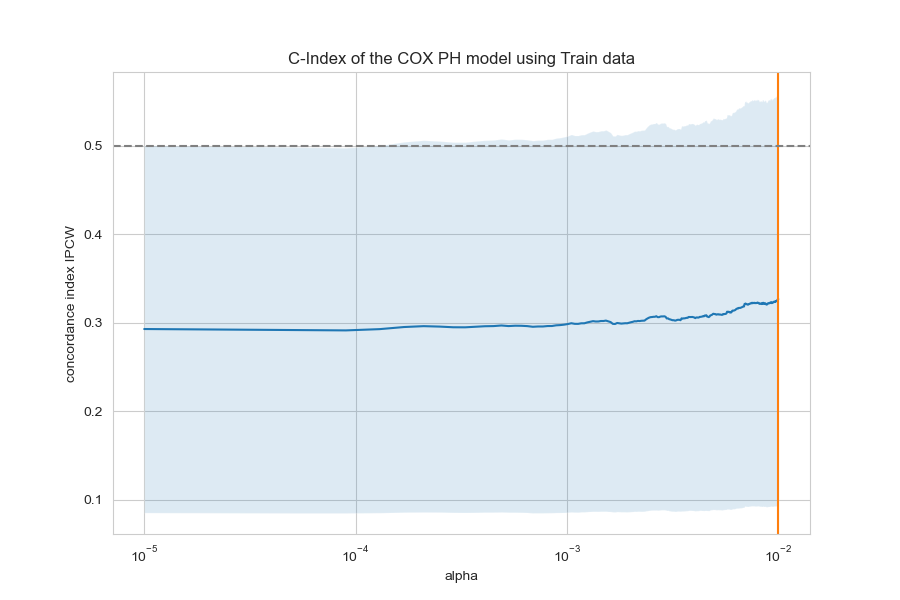 C-Index of the COX PH model using Train data
concordance index IPCW
0.5
0.4
0.3
0.2
0.1
10⁻⁵ 10⁻⁴ 10⁻³ 10⁻²
alpha